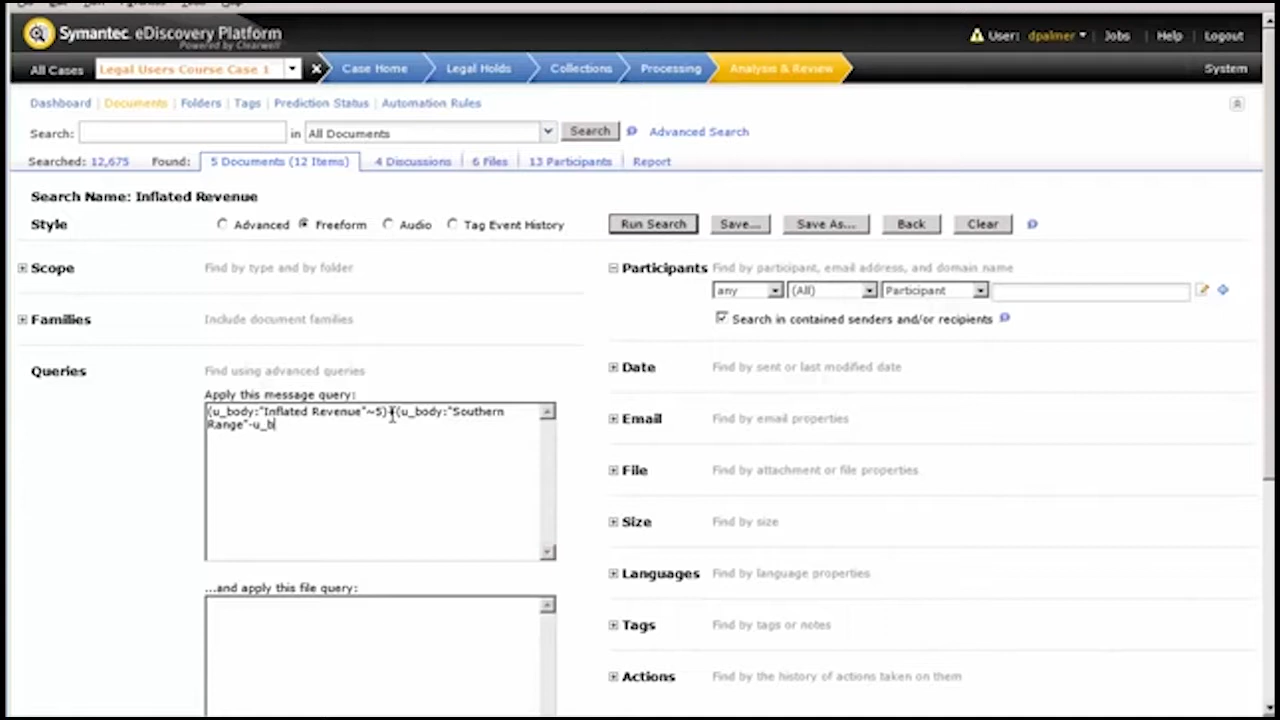 Symantec. eDiscovery Platform
Powered by Clearwell
User: dpalmer Jobs Help Logout
All Cases Legal Users Course Case 1 Case Home Legal Holds Collections Processing Analysis & Review System
Dashboard Documents Folders Tags Prediction Status Automation Rules
Search: in All Documents Search Advanced Search
Searched: 12,675 Found: 5 Documents (12 Items) 4 Discussions 6 Files 13 Participants Report
Search Name: Inflated Revenue
Style Advanced Freeform Audio Tag Event History Run Search Save... Save As... Back Clear
Scope Find by type and by folder
Participants Find by participant, email address, and domain name
any (All) Participant
Search in contained senders and/or recipients
Families Include document families
Queries Find using advanced queries
Apply this message query:
(u_body:"Inflated Revenue"~5) (u_body:"Southern
Range"-u_b
...and apply this file query:
Date Find by sent or last modified date
Email Find by email properties
File Find by attachment or file properties
Size Find by size
Languages Find by language properties
Tags Find by tags or notes
Actions Find by the history of actions taken on them